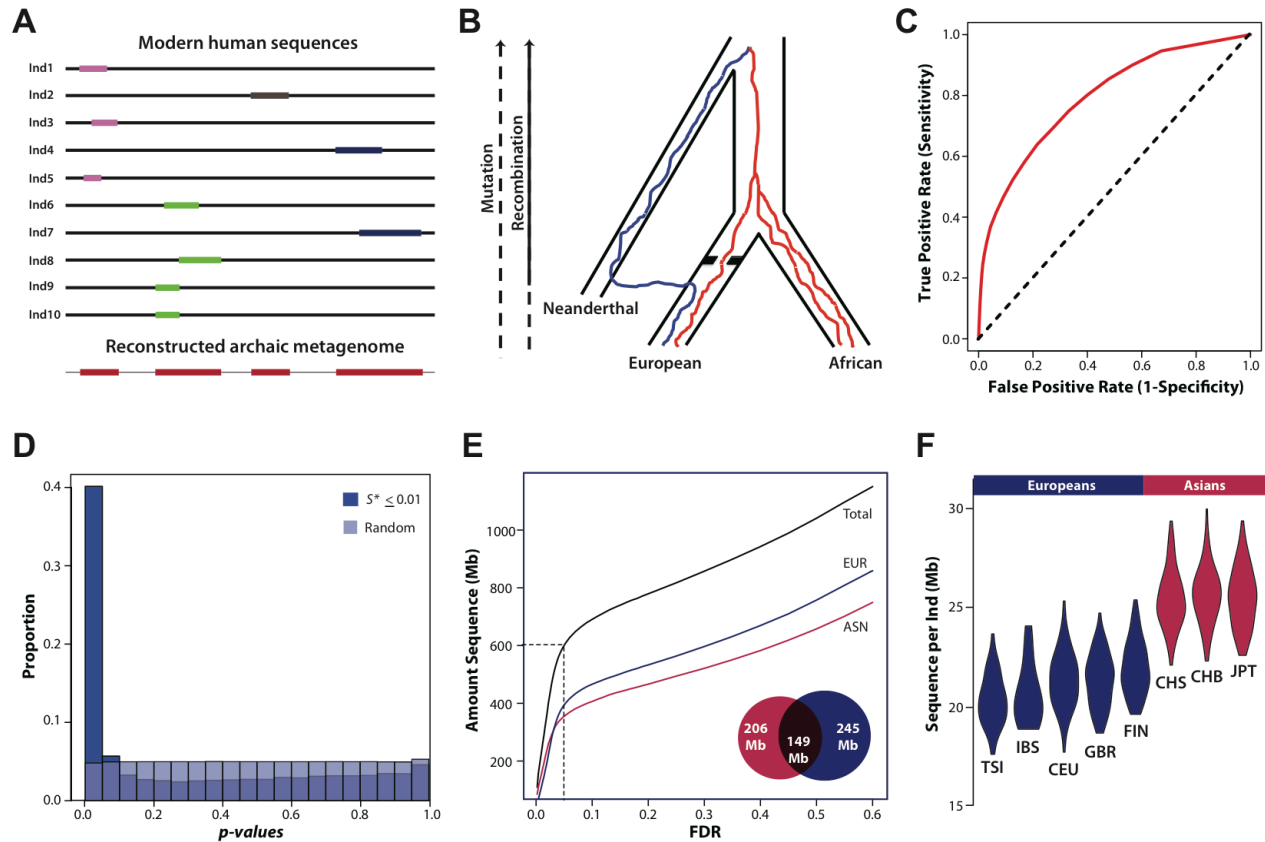 A
Modern human sequences
Ind1
Ind2
Ind3
Ind4
Ind5
Ind6
Ind7
Ind8
Ind9
Ind10
Reconstructed archaic metagenome
B
Mutation
Recombination
Neanderthal
European
African
C
True Positive Rate (Sensitivity)
1.0
0.8
0.6
0.4
0.2
0.0
0.0 0.2 0.4 0.6 0.8 1.0
False Positive Rate (1-Specificity)
D
Proportion
0.4
0.3
0.2
0.1
0.0
S* ≤ 0.01
Random
0.0 0.2 0.4 0.6 0.8 1.0
p-values
E
Amount Sequence (Mb)
1000
800
600
400
200
Total
EUR
ASN
206 Mb
149 Mb
245 Mb
0.0 0.1 0.2 0.3 0.4 0.5 0.6
FDR
F
Europeans Asians
Sequence per Ind (Mb)
30
25
20
15
TSI
IBS
CEU
GBR
FIN
CHS
CHB
JPT